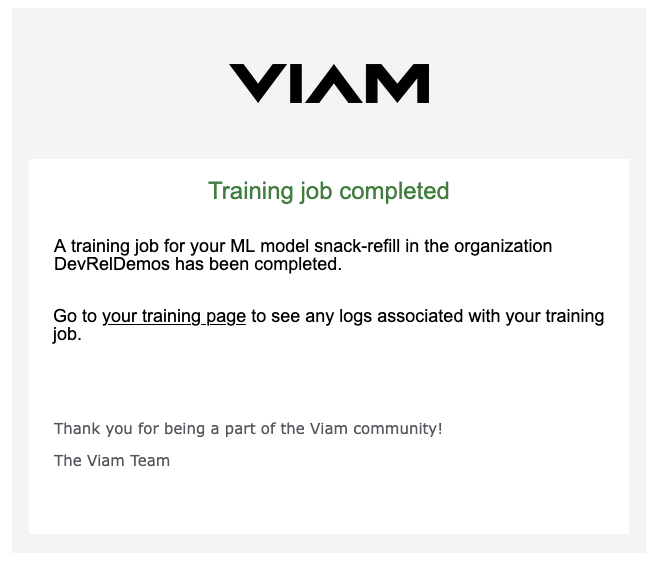 VIAM
Training job completed
A training job for your ML model snack-refill in the organization
DevRelDemos has been completed.
Go to your training page to see any logs associated with your training
job.
Thank you for being a part of the Viam community!
The Viam Team